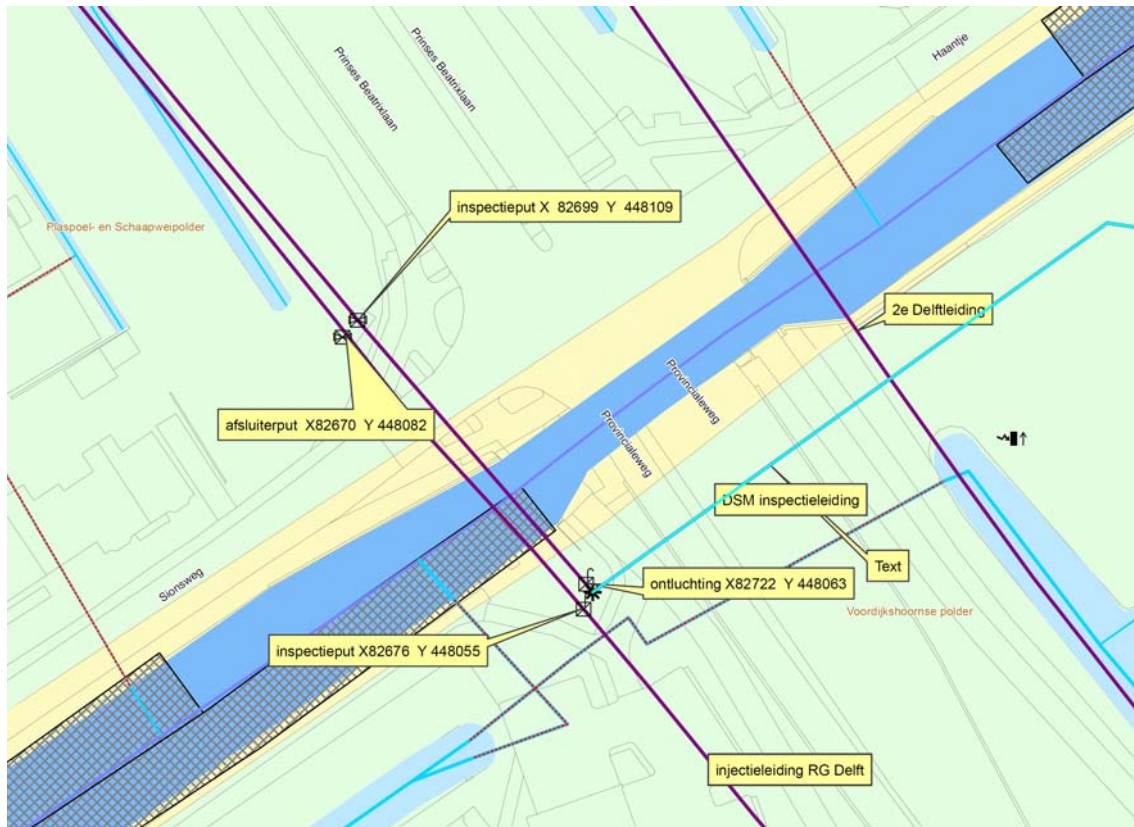 Prinses Beatrixlaan
Prinses Beatrixlaan
Haantje
inspectieput X  82699  Y  448109
Plaspoel- en Schaapweipolder
2e Delftleiding
afsluiterput  X82670  Y 448082
Provincialeweg
Provincialeweg
DSM inspectieleiding
Text
Sionsweg
ontluchting X82722  Y 448063
Voordijkshoornse polder
inspectieput X82676  Y 448055
injectieleiding RG Delft